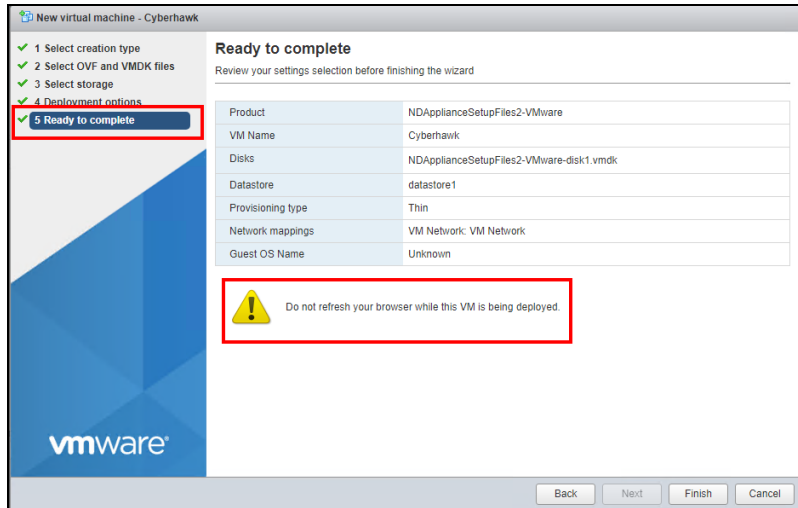 New virtual machine - Cyberhawk
1 Select creation type
2 Select OVF and VMDK files
3 Select storage
4 Deployment options
5 Ready to complete
Ready to complete
Review your settings selection before finishing the wizard
Product NDApplianceSetupFiles2-VMware
VM Name Cyberhawk
Disks NDApplianceSetupFiles2-VMware-disk1.vmdk
Datastore datastore1
Provisioning type Thin
Network mappings VM Network: VM Network
Guest OS Name Unknown
Do not refresh your browser while this VM is being deployed.
vmware®
Back Next Finish Cancel